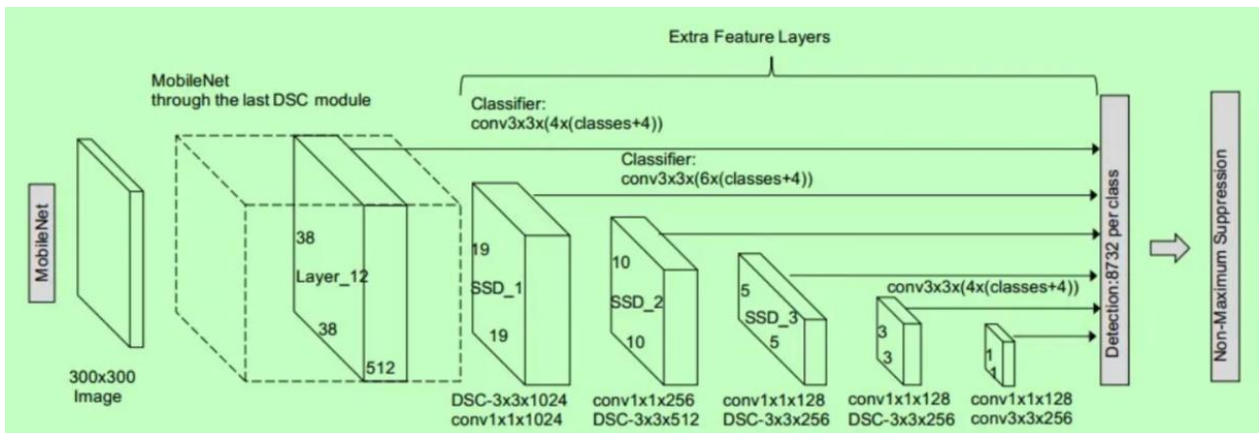 Extra Feature Layers
MobileNet
through the last DSC module
Classifier:
conv3x3x(4x(classes+4))
Classifier:
conv3x3x(6x(classes+4))
MobileNet
38
Layer_12
38
512
19
SSD_1
19
10
SSD_2
10
5
SSD_3
5
conv3x3x(4x(classes+4))
3
3
1
1
Detection:8732 per class
Non-Maximum Suppression
300x300
Image
DSC-3x3x1024
conv1x1x1024
conv1x1x256
DSC-3x3x512
conv1x1x128
DSC-3x3x256
conv1x1x128
DSC-3x3x256
conv1x1x128
conv3x3x256